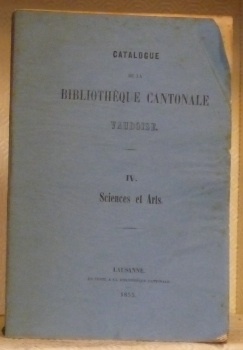 CATALOGUE
DE LA
BIBLIOTHÈQUE CANTONALE
VAUDOISE.
IV.
Sciences et Arts.
LAUSANNE.